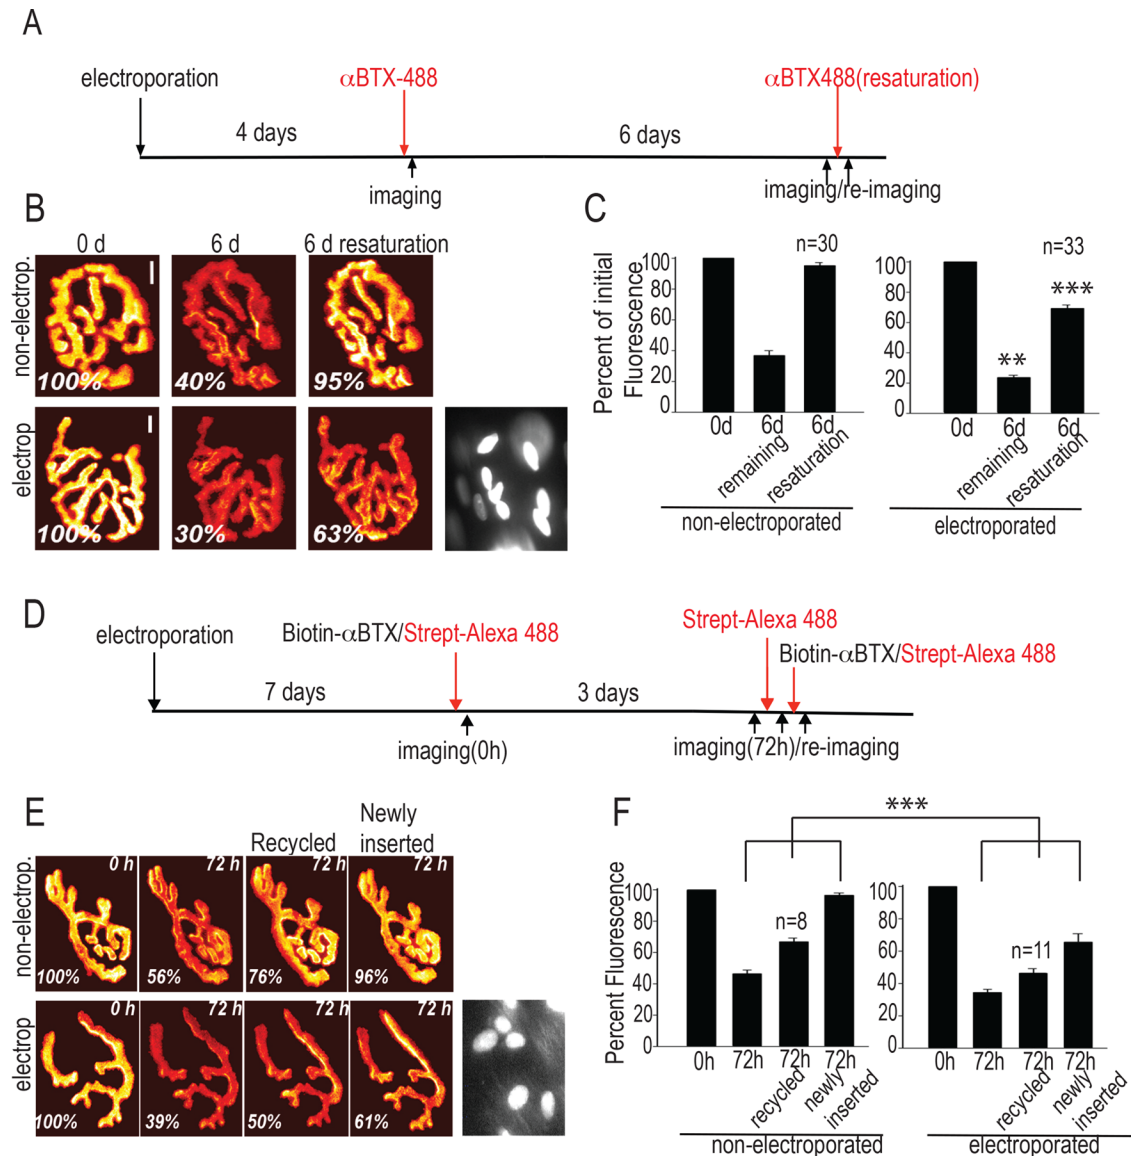 A
electroporation
αBTX-488
αBTX488(resaturation)
4 days
6 days
imaging
imaging/re-imaging
B
0 d
6 d
6 d resaturation
non-electrop.
100%
40%
95%
electrop
100%
30%
63%
C
Percent of initial
Fluorescence
n=30
100
80
60
40
20
0
0d
6d
remaining
6d
resaturation
non-electroporated
n=33
100
80
60
40
20
0
**
***
0d
6d
remaining
6d
resaturation
electroporated
D
electroporation
Biotin-αBTX/Strept-Alexa 488
Strept-Alexa 488
Biotin-αBTX/Strept-Alexa 488
7 days
3 days
imaging(0h)
imaging(72h)/re-imaging
E
Recycled
Newly
inserted
non-electrop.
0 h
72 h
72 h
72 h
100%
56%
76%
96%
electrop
0 h
72 h
72 h
72 h
100%
39%
50%
61%
F
***
Percent Fluorescence
100
80
60
40
20
0
n=8
0h
72h
72h
recycled
72h
newly
inserted
non-electroporated
100
80
60
40
20
0
n=11
0h
72h
72h
recycled
72h
newly
inserted
electroporated